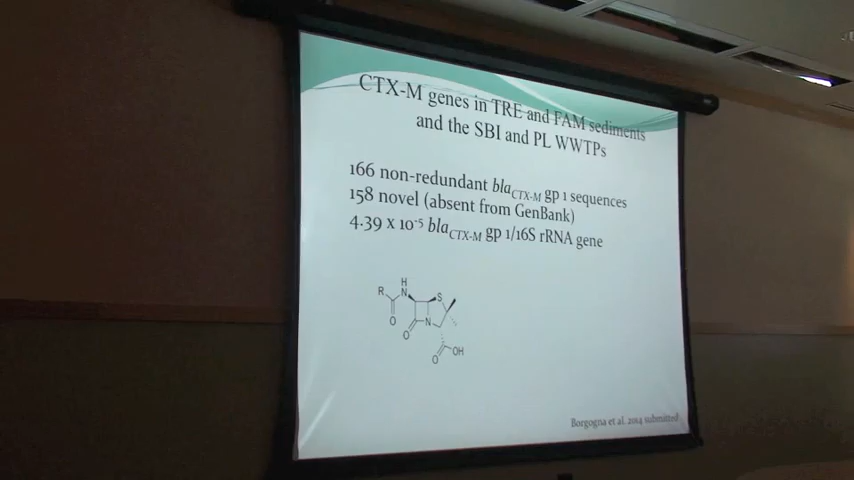 CTX-M genes in TRE and FAM sediments
and the SBI and PL WWTPs
166 non-redundant blaCTX-M gp 1 sequences
158 novel (absent from GenBank)
4.39 x 10-5 blaCTX-M gp 1/16S rRNA gene
H
R N S
O N
O
O OH
Borgogna et al. 2014 submitted